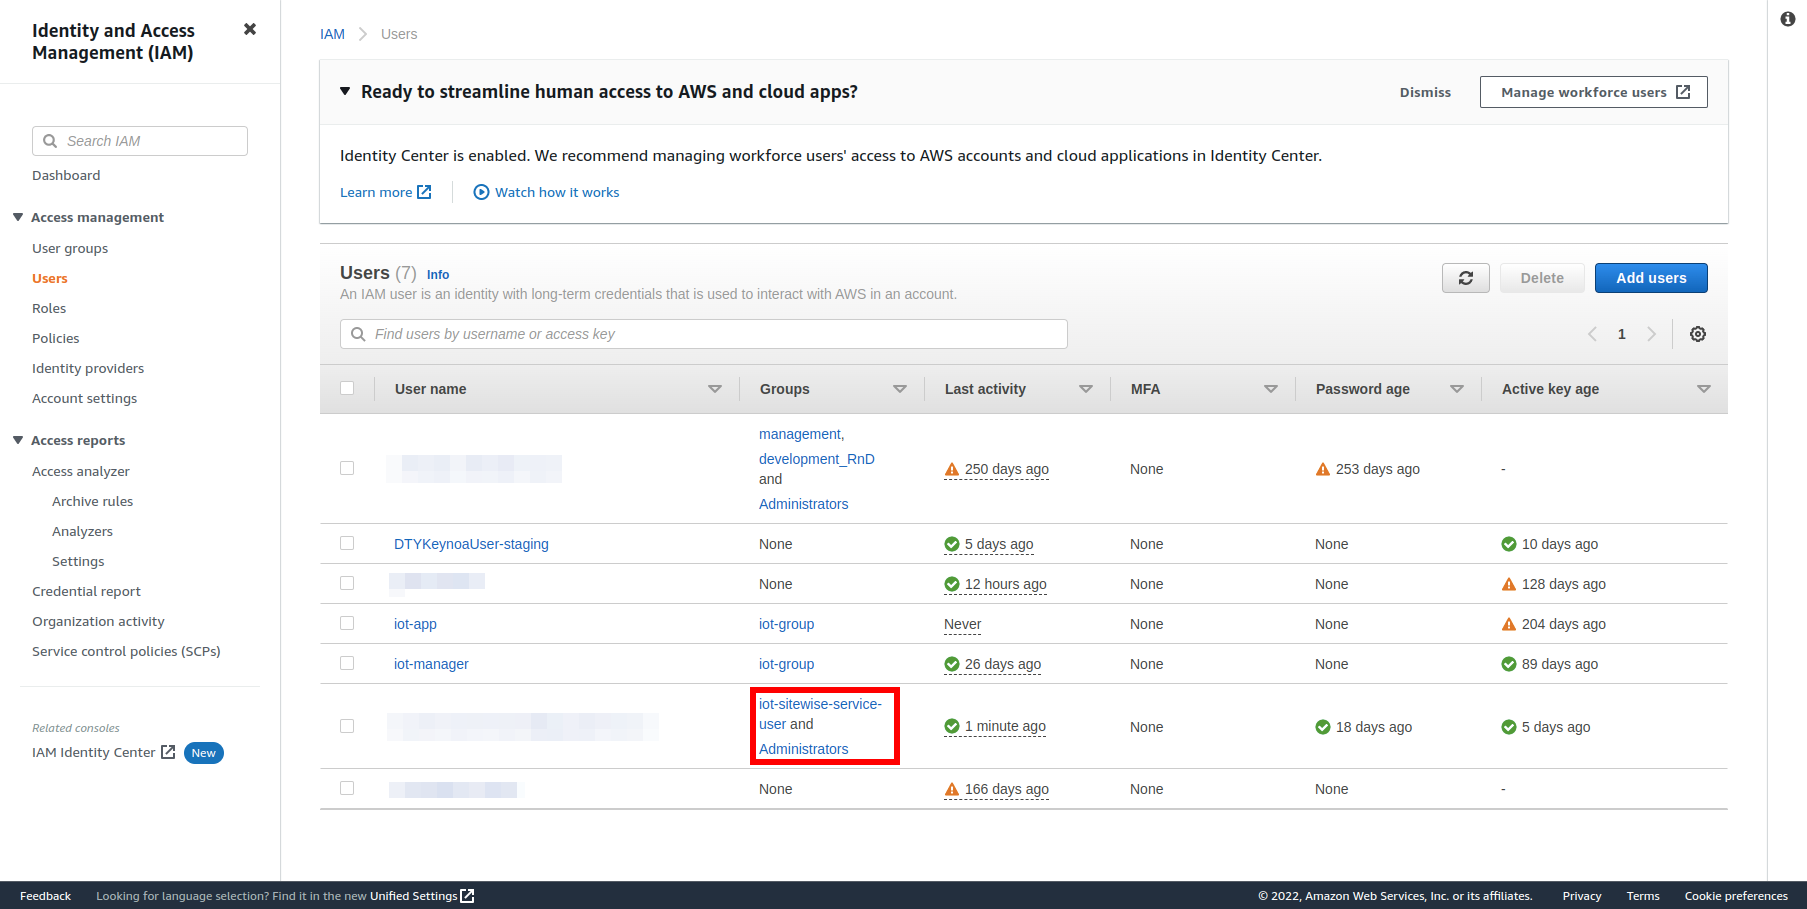 Identity and Access
Management (IAM)
Search IAM
Dashboard
Access management
User groups
Users
Roles
Policies
Identity providers
Account settings
Access reports
Access analyzer
Archive rules
Analyzers
Settings
Credential report
Organization activity
Service control policies (SCPs)
Related consoles
IAM Identity Center New
IAM > Users
Ready to streamline human access to AWS and cloud apps?
Dismiss
Manage workforce users
Identity Center is enabled. We recommend managing workforce users' access to AWS accounts and cloud applications in Identity Center.
Learn more
Watch how it works
Users (7) Info
An IAM user is an identity with long-term credentials that is used to interact with AWS in an account.
Delete
Add users
Find users by username or access key
1
User name Groups Last activity MFA Password age Active key age
management,
development_RnD
and
Administrators
250 days ago None 253 days ago -
DTYKeynoaUser-staging None 5 days ago None None 10 days ago
None 12 hours ago None None 128 days ago
iot-app iot-group Never None None 204 days ago
iot-manager iot-group 26 days ago None None 89 days ago
iot-sitewise-service-
user and
Administrators
1 minute ago None 18 days ago 5 days ago
None 166 days ago None None -
Feedback Looking for language selection? Find it in the new Unified Settings
© 2022, Amazon Web Services, Inc. or its affiliates. Privacy Terms Cookie preferences